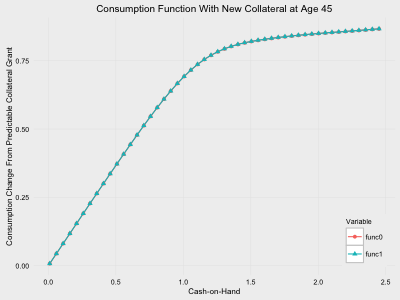 Consumption Function With New Collateral at Age 45
Consumption Change From Predictable Collateral Grant
0.75
0.50
0.25
0.00
Variable
func0
func1
0.0 0.5 1.0 1.5 2.0 2.5
Cash-on-Hand